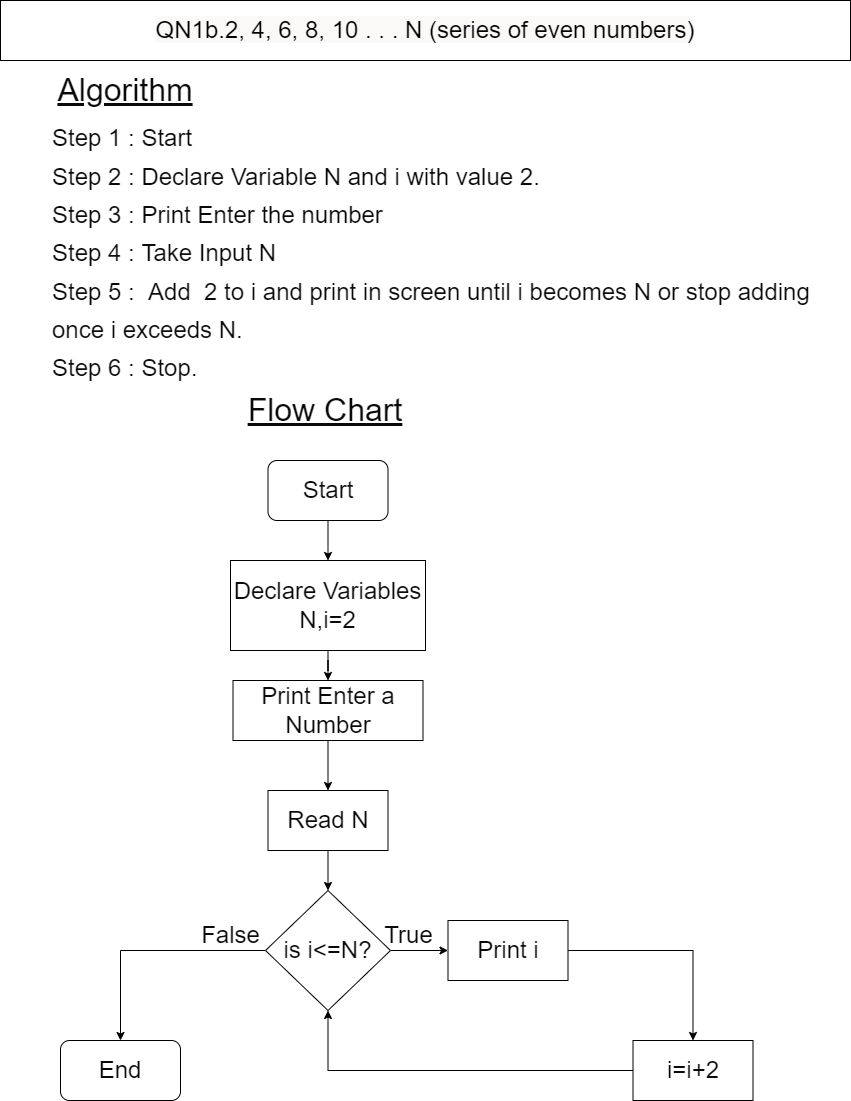 QN1b.2, 4, 6, 8, 10 . . . N (series of even numbers)
Algorithm
Step 1 : Start
Step 2 : Declare Variable N and i with value 2.
Step 3 : Print Enter the number
Step 4 : Take Input N
Step 5 :  Add  2 to i and print in screen until i becomes N or stop adding
once i exceeds N.
Step 6 : Stop.
Flow Chart
Start
Declare Variables
N,i=2
Print Enter a
Number
Read N
False
is i<=N?
True
Print i
End
i=i+2